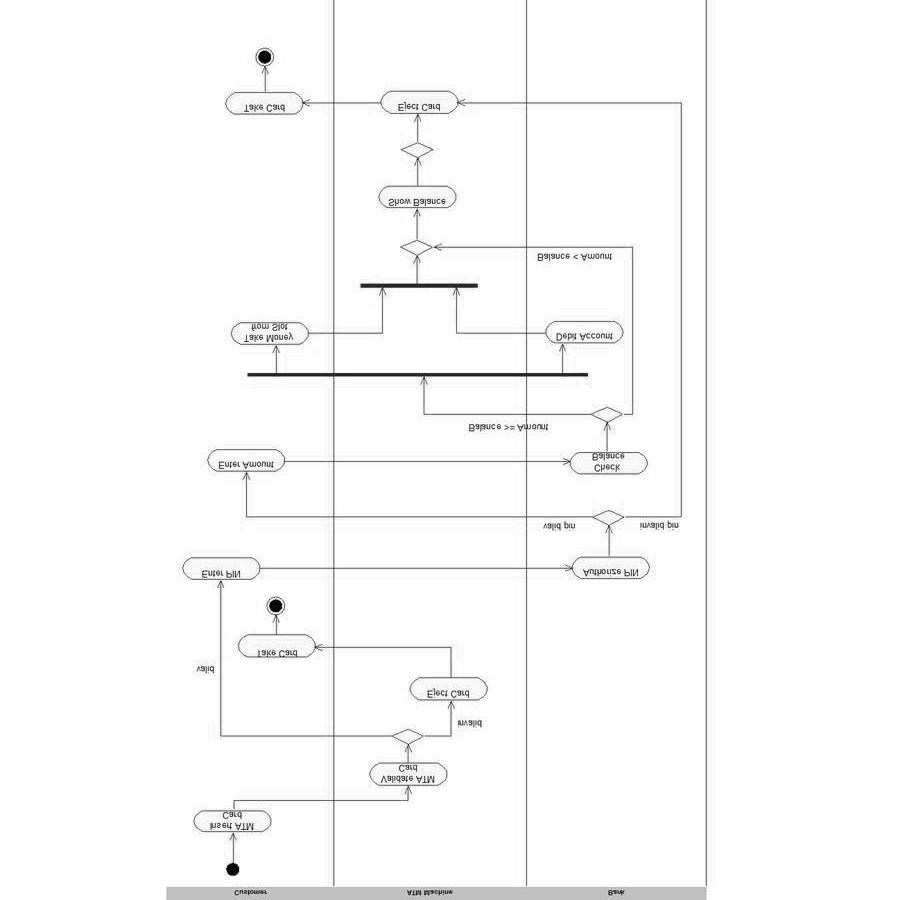 Customer
ATM Machine
Bank
Insert ATM
Card
Validate ATM
Card
invalid
Eject Card
valid
Take Card
Enter PIN
Authorize PIN
valid pin
invalid pin
Enter Amount
Check
Balance
Balance >= Amount
Take Money
from Slot
Debit Account
Balance < Amount
Show Balance
Eject Card
Take Card